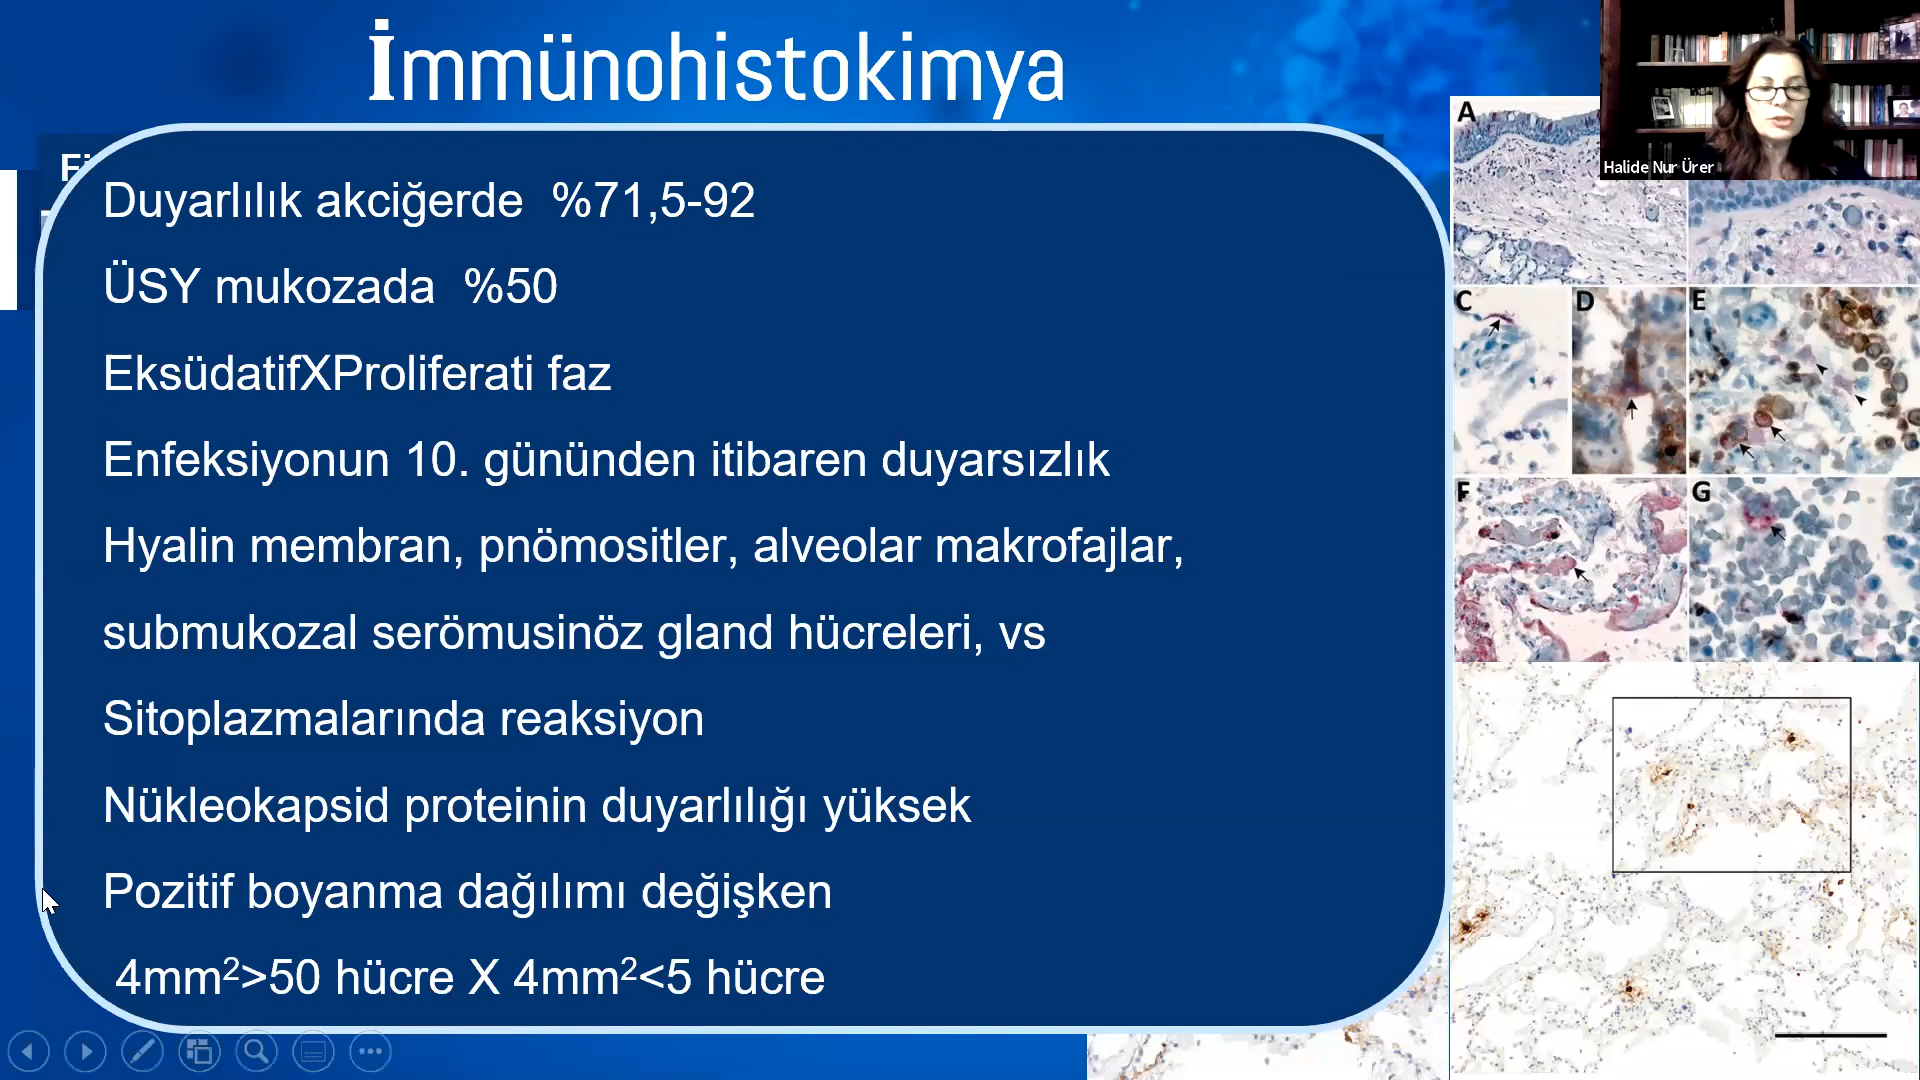 İmmünohistokimya
Duyarlılık akciğerde %71,5-92
ÜSY mukozada %50
EksüdatifXProliferati faz
Enfeksiyonun 10. gününden itibaren duyarsızlık
Hyalin membran, pnömositler, alveolar makrofajlar,
submukozal serömusinöz gland hücreleri, vs
Sitoplazmalarında reaksiyon
Nükleokapsid proteinin duyarlılığı yüksek
Pozitif boyanma dağılımı değişken
4mm²>50 hücre X 4mm²<5 hücre
Halide Nur Ürer
A
C
D
E
F
G